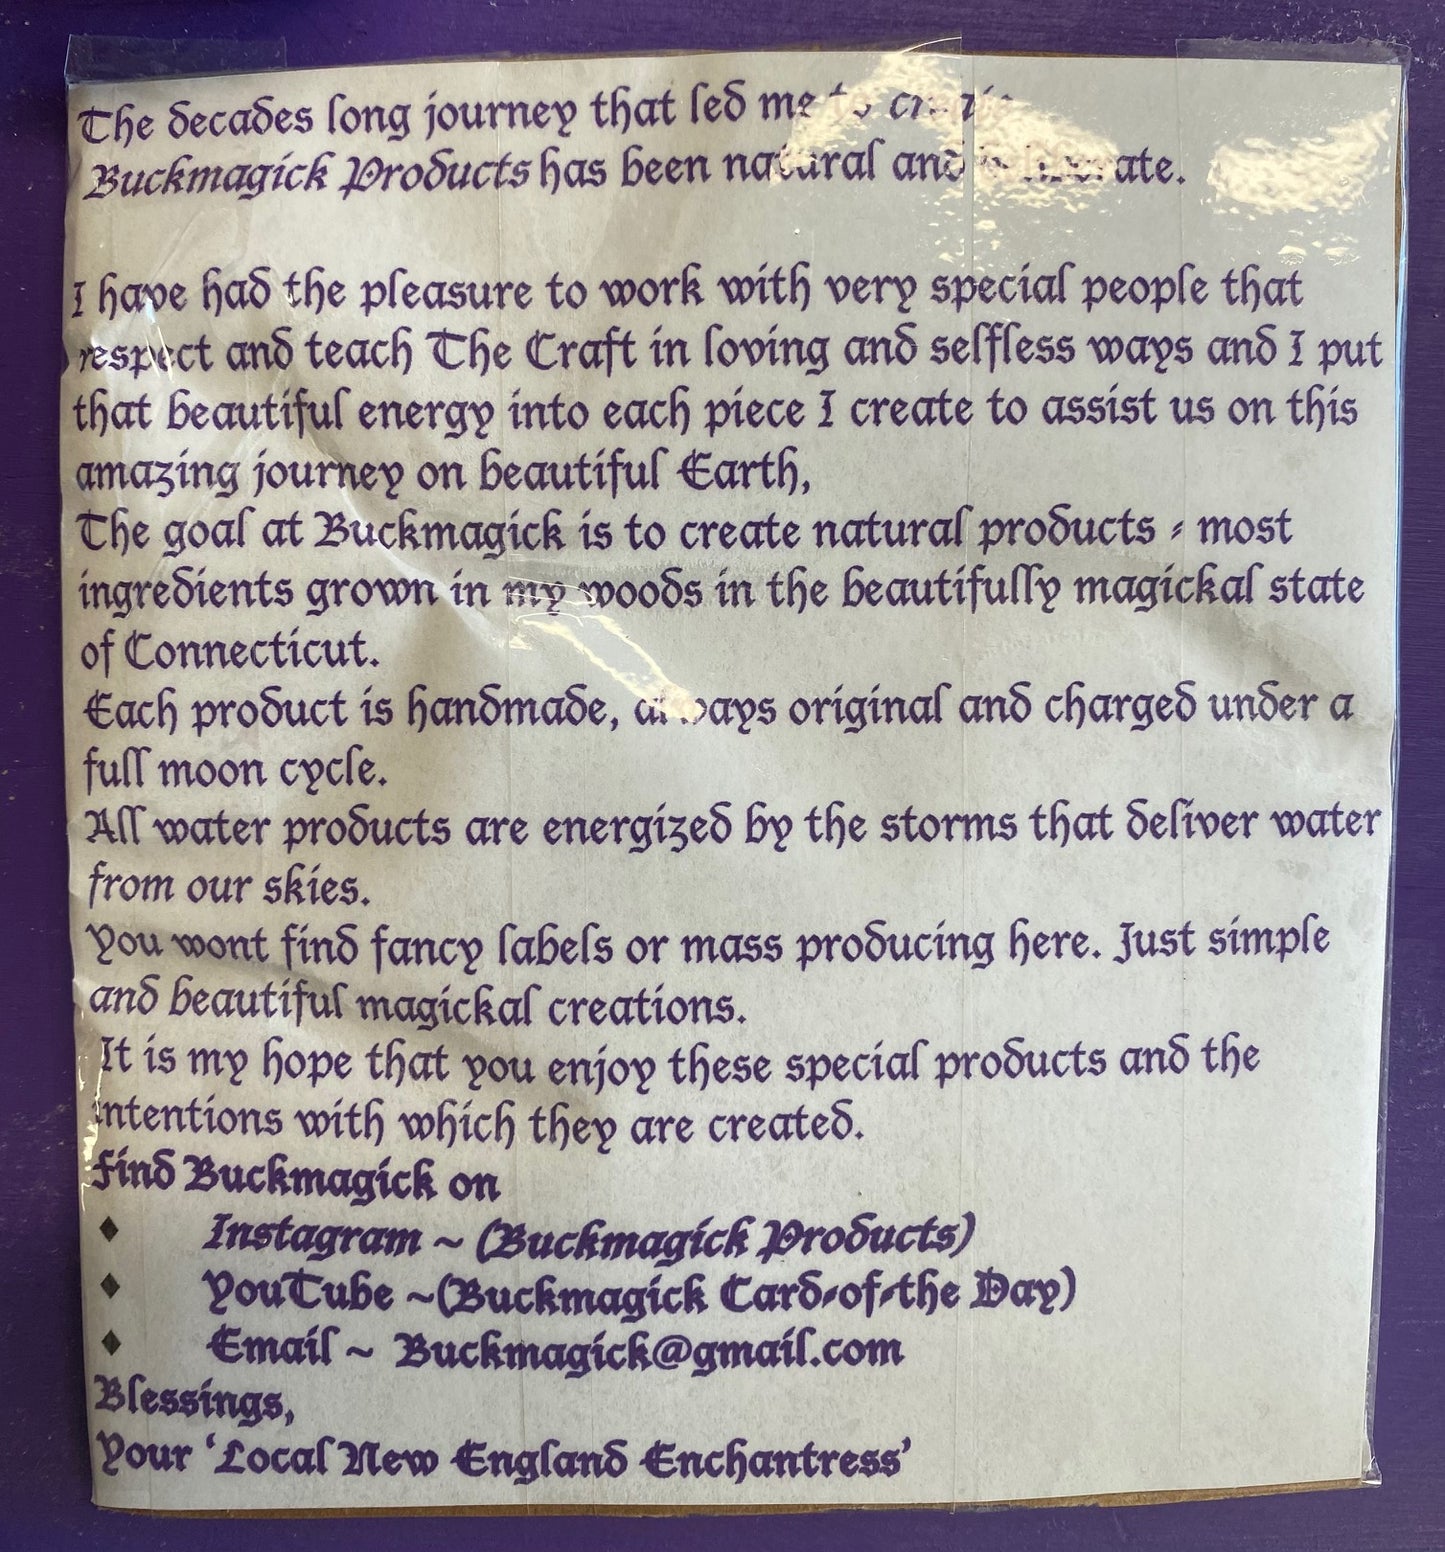 The decades long journey that led me to create
Buckmagick Products has been natural and deliberate.
I have had the pleasure to work with very special people that
respect and teach The Craft in loving and selfless ways and I put
that beautiful energy into each piece I create to assist us on this
amazing journey on beautiful Earth,
The goal at Buckmagick is to create natural products - most
ingredients grown in my woods in the beautifully magickal state
of Connecticut.
Each product is handmade, always original and charged under a
full moon cycle.
All water products are energized by the storms that deliver water
from our skies.
You wont find fancy labels or mass producing here. Just simple
and beautiful magickal creations.
It is my hope that you enjoy these special products and the
intentions with which they are created.
Find Buckmagick on
♦ Instagram ~ (Buckmagick Products)
♦ YouTube ~(Buckmagick Card-of-the Day)
♦ Email ~ Buckmagick@gmail.com
Blessings,
Your 'Local New England Enchantress'